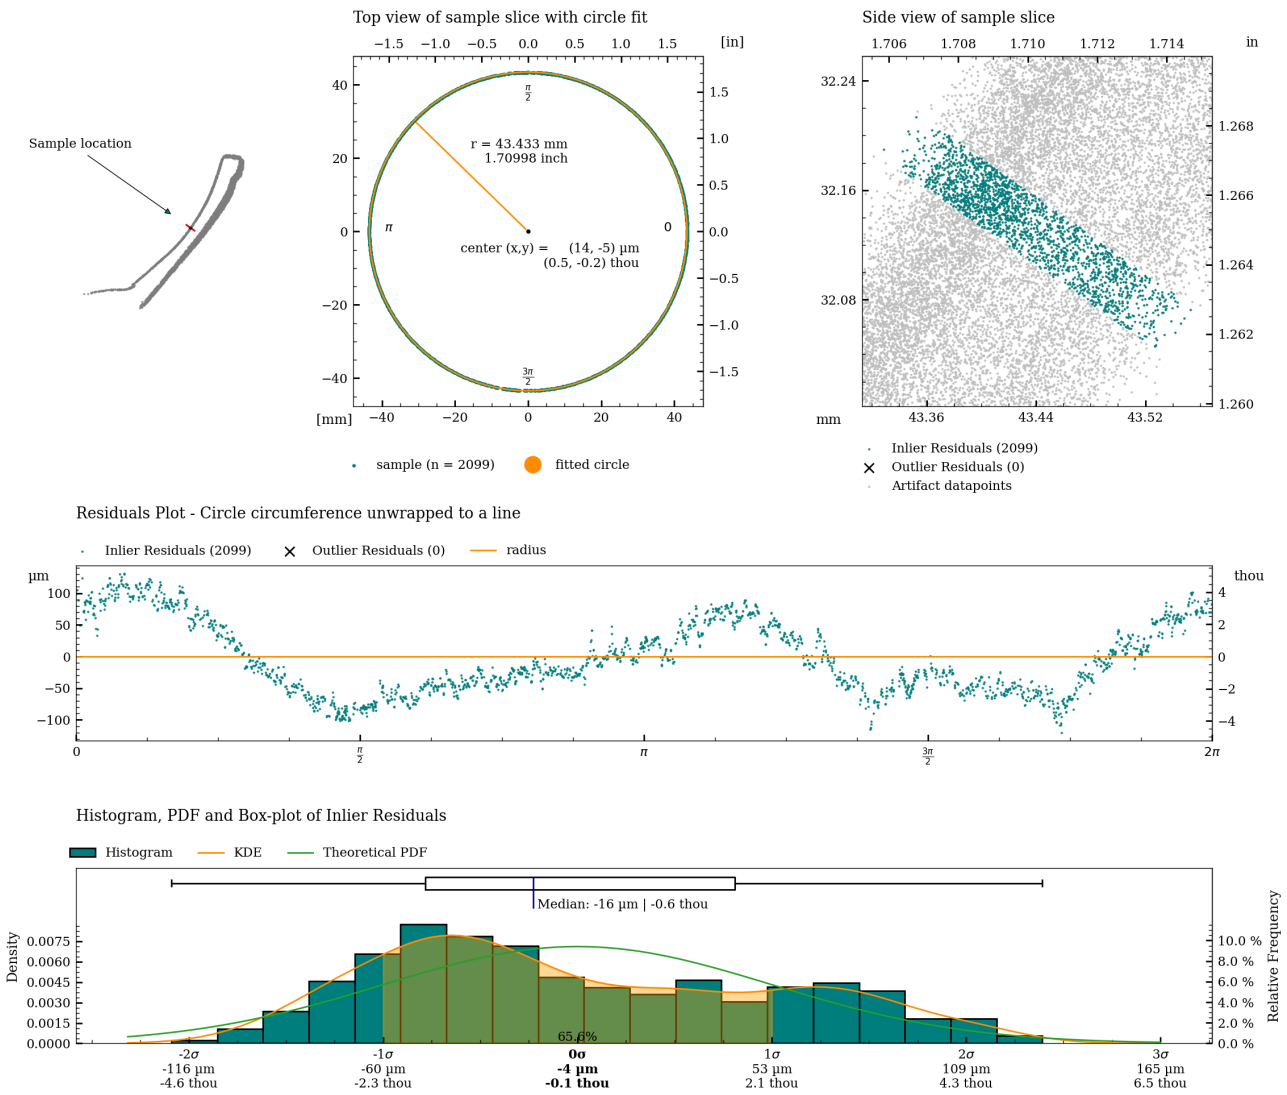 Top view of sample slice with circle fit
−1.5 −1.0 −0.5 0.0 0.5 1.0 1.5 [in]
Sample location
40
20
0
−20
−40
[mm]
π/2
r = 43.433 mm
1.70998 inch
π
0
center (x,y) = (14, -5) µm
(0.5, -0.2) thou
3π/2
1.5
1.0
0.5
0.0
−0.5
−1.0
−1.5
−40 −20 0 20 40
sample (n = 2099) fitted circle
Side view of sample slice
1.706 1.708 1.710 1.712 1.714 in
32.24
32.16
32.08
1.268
1.266
1.264
1.262
1.260
mm 43.36 43.44 43.52
Inlier Residuals (2099)
Outlier Residuals (0)
Artifact datapoints
Residuals Plot - Circle circumference unwrapped to a line
Inlier Residuals (2099) Outlier Residuals (0) radius
µm
100
50
0
−50
−100
thou
4
2
0
−2
−4
0 π/2 π 3π/2 2π
Histogram, PDF and Box-plot of Inlier Residuals
Histogram KDE Theoretical PDF
Median: -16 µm | -0.6 thou
Density
0.0075
0.0060
0.0045
0.0030
0.0015
0.0000
65.6%
Relative Frequency
10.0 %
8.0 %
6.0 %
4.0 %
2.0 %
0.0 %
-2σ -1σ 0σ 1σ 2σ 3σ
-116 µm -60 µm -4 µm 53 µm 109 µm 165 µm
-4.6 thou -2.3 thou -0.1 thou 2.1 thou 4.3 thou 6.5 thou